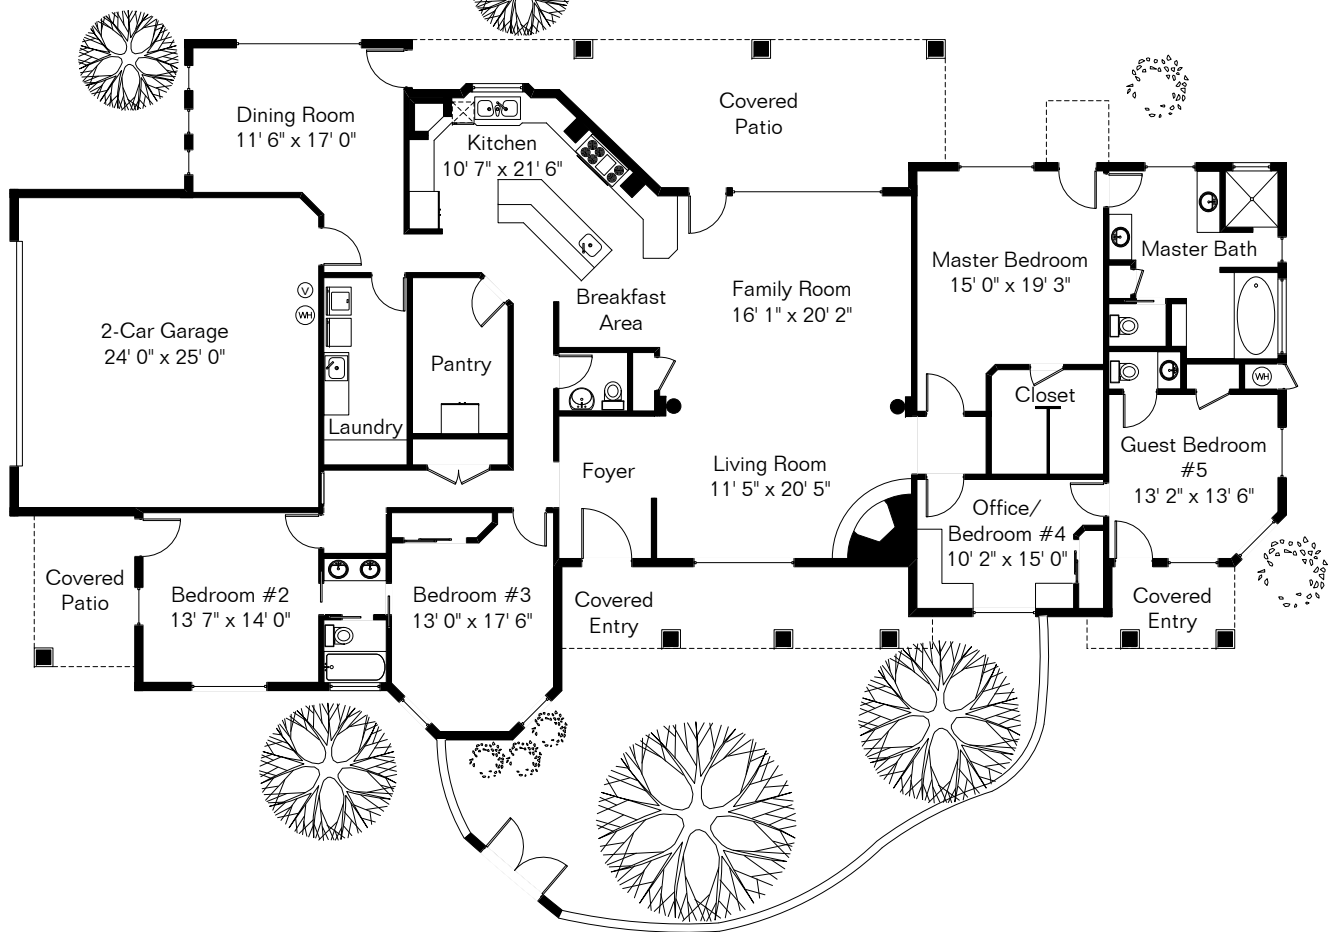 Dining Room
11' 6" x 17' 0"
Kitchen
10' 7" x 21' 6"
Covered
Patio
Master Bath
Master Bedroom
15' 0" x 19' 3"
Family Room
16' 1" x 20' 2"
Breakfast
Area
V
WH
2-Car Garage
24' 0" x 25' 0"
Pantry
Laundry
WH
Closet
Guest Bedroom
#5
13' 2" x 13' 6"
Foyer
Living Room
11' 5" x 20' 5"
Office/
Bedroom #4
10' 2" x 15' 0"
Covered
Patio
Bedroom #2
13' 7" x 14' 0"
Bedroom #3
13' 0" x 17' 6"
Covered
Entry
Covered
Entry